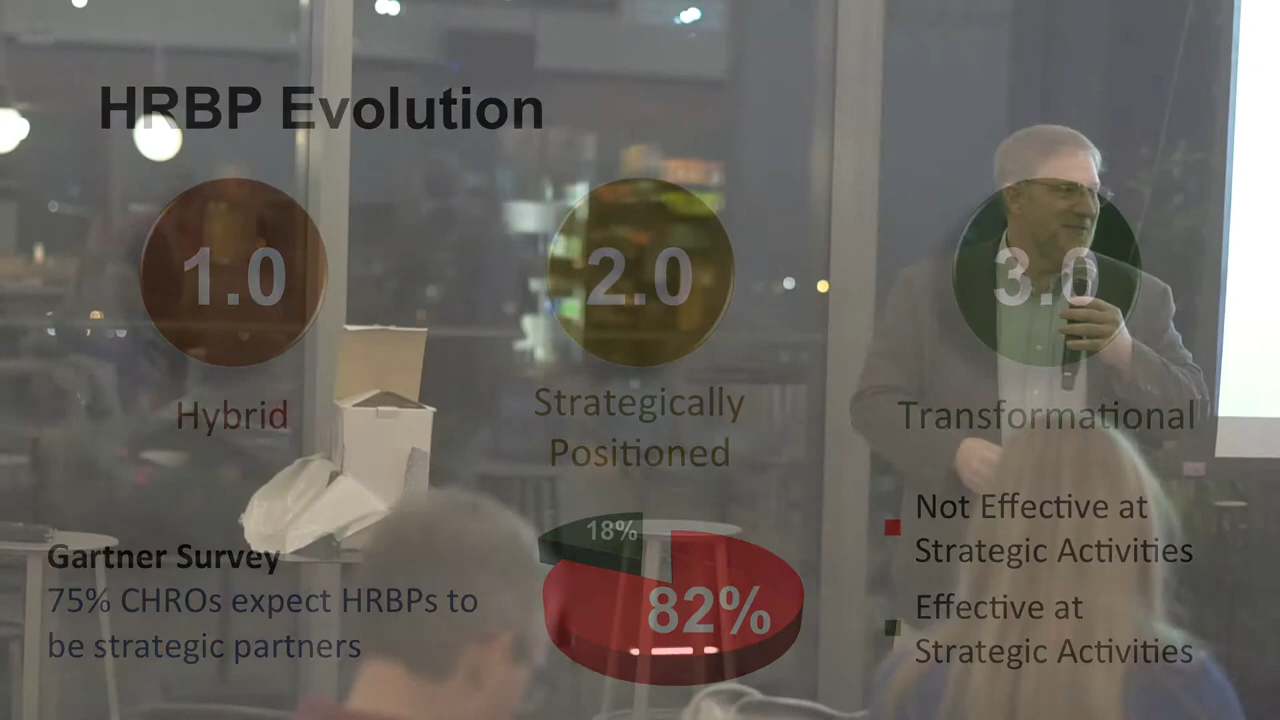 HRBP Evolution
1.0
2.0
3.0
Hybrid
Strategically
Positioned
Transformational
Gartner Survey
75% CHROs expect HRBPs to
be strategic partners
18%
82%
Not Effective at
Strategic Activities
Effective at
Strategic Activities